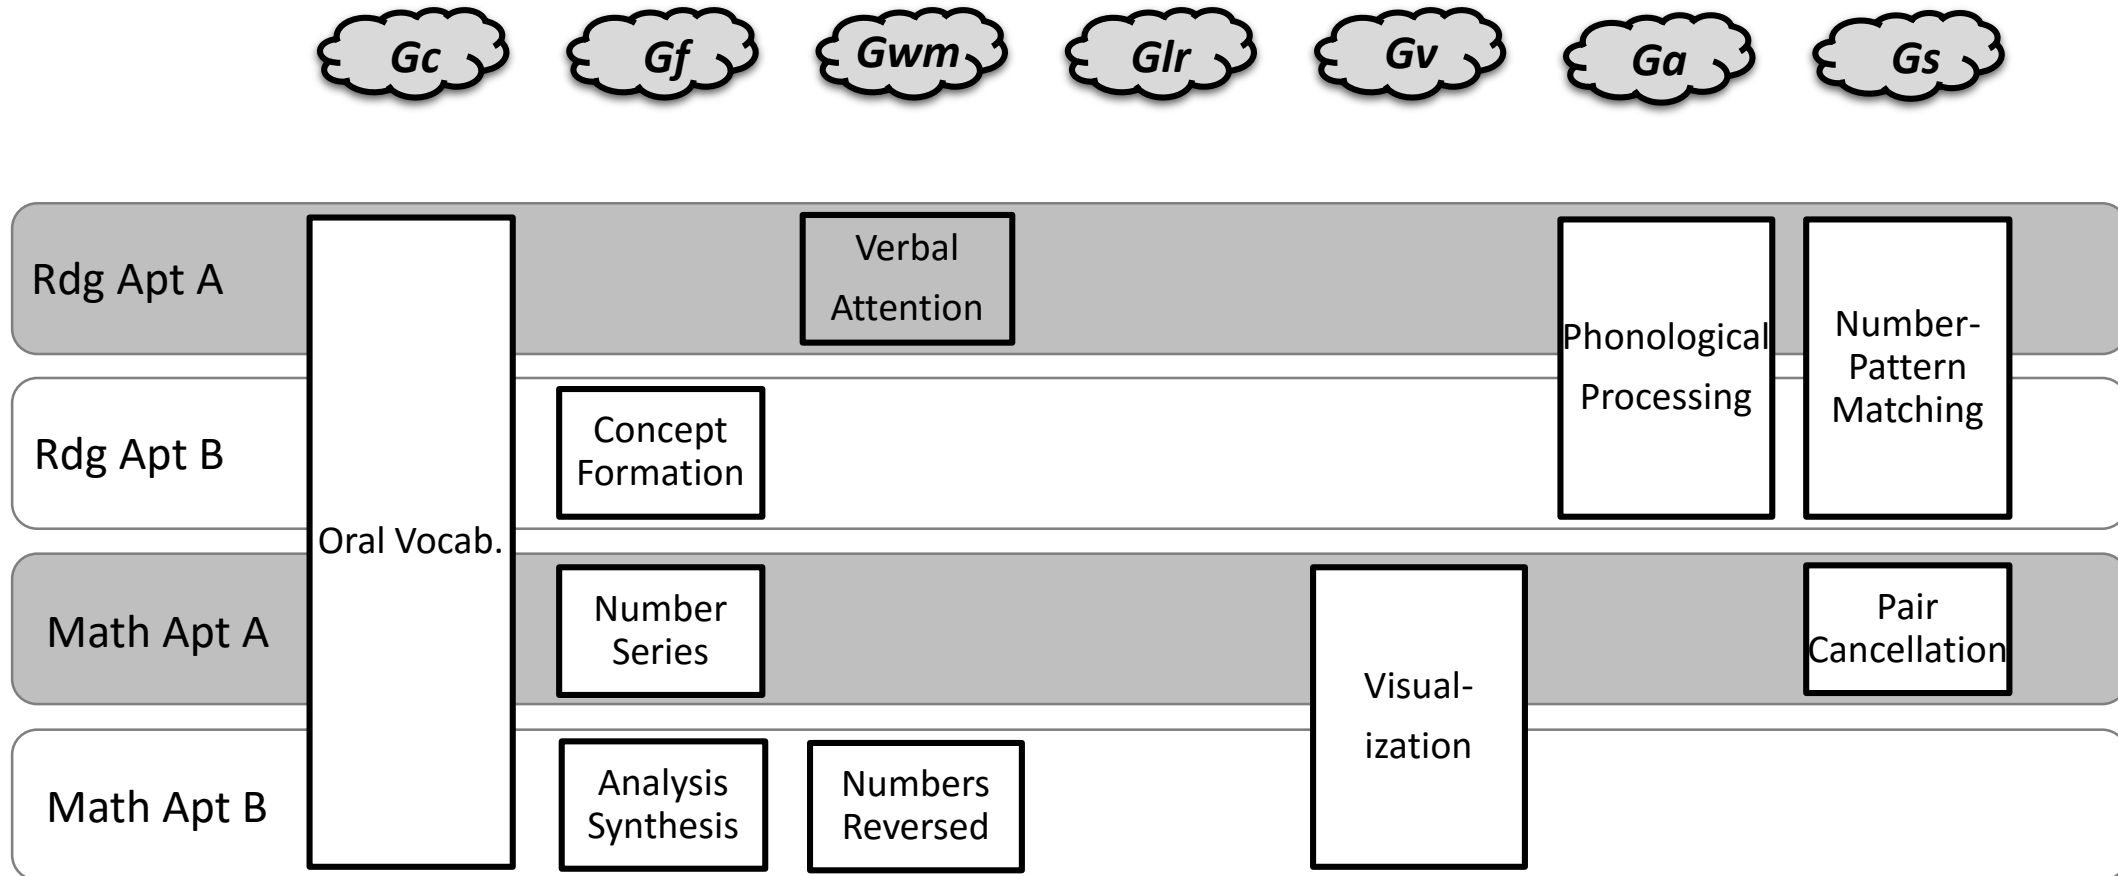 Gc
Gf
Gwm
Glr
Gv
Ga
Gs
Rdg Apt A
Verbal
Attention
Phonological
Processing
Number-
Pattern
Matching
Rdg Apt B
Concept
Formation
Oral Vocab.
Math Apt A
Number
Series
Visual-
ization
Pair
Cancellation
Math Apt B
Analysis
Synthesis
Numbers
Reversed